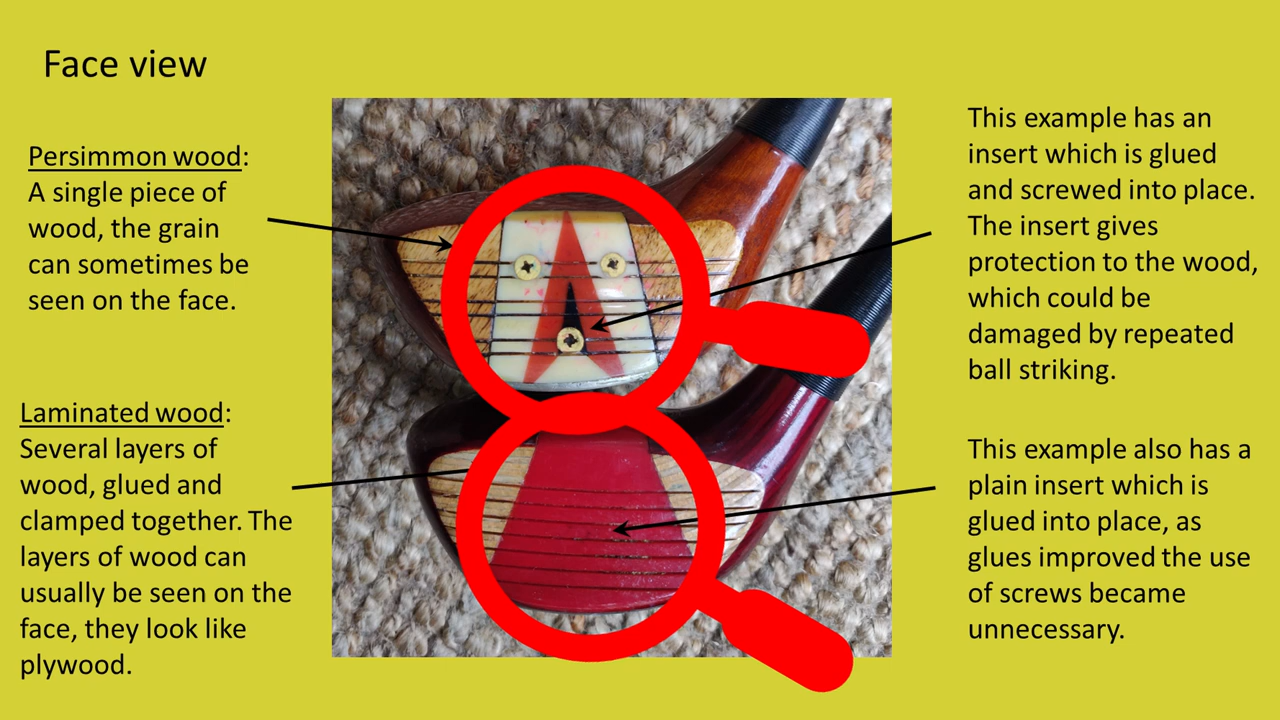 Face view
Persimmon wood:
A single piece of
wood, the grain
can sometimes be
seen on the face.
Laminated wood:
Several layers of
wood, glued and
clamped together. The
layers of wood can
usually be seen on the
face, they look like
plywood.
This example has an
insert which is glued
and screwed into place.
The insert gives
protection to the wood,
which could be
damaged by repeated
ball striking.
This example also has a
plain insert which is
glued into place, as
glues improved the use
of screws became
unnecessary.